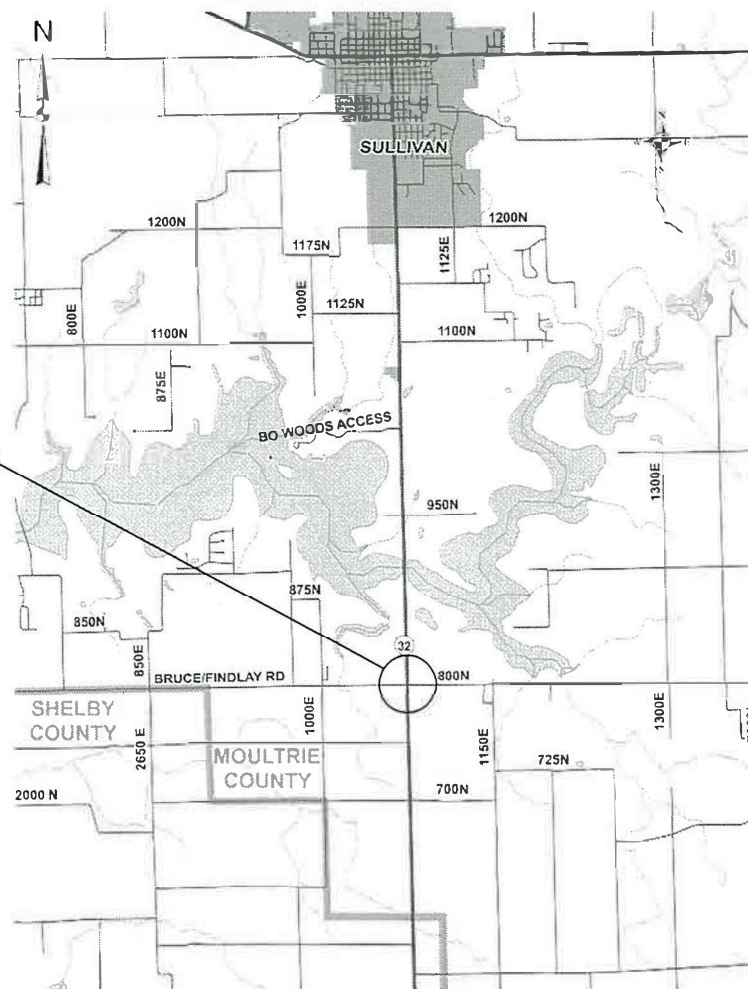 N
SULLIVAN
1200N
1200N
1175N
1125E
1000E
1125N
800E
1100N
1100N
875E
BO WOODS ACCESS
1300E
950N
875N
850N
32
850E
BRUCE/FINDLAY RD
800N
SHELBY
COUNTY
2650 E
1000E
MOULTRIE
COUNTY
1150E
1300E
725N
2000 N
700N